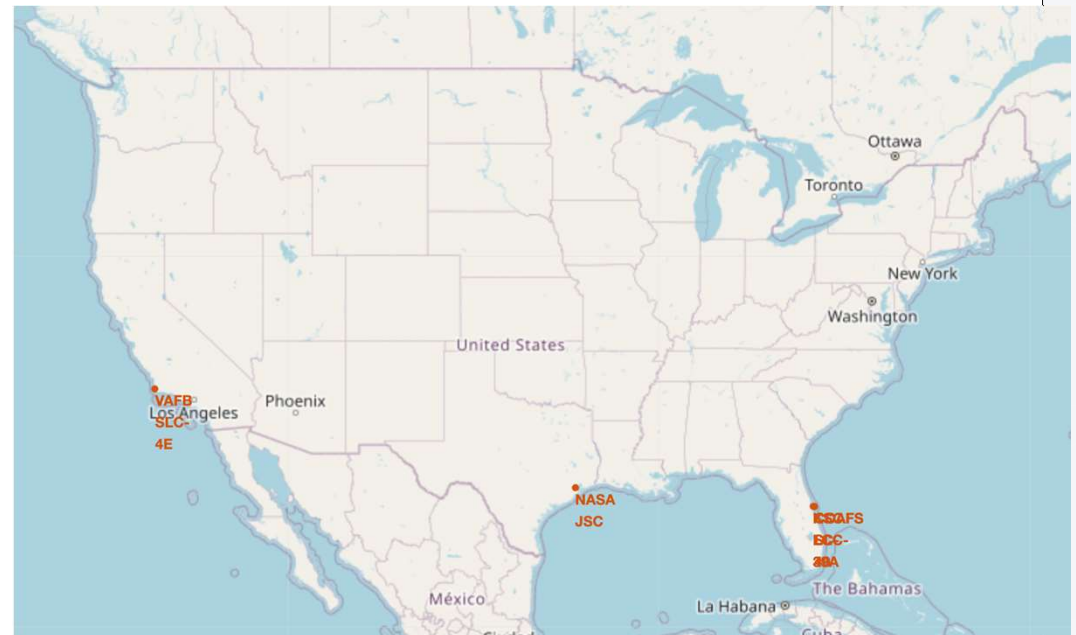 Ottawa
Toronto
New York
Washington
United States
VAFB
SLC-
4E
Los Angeles
Phoenix
NASA
JSC
The Bahamas
México
La Habana